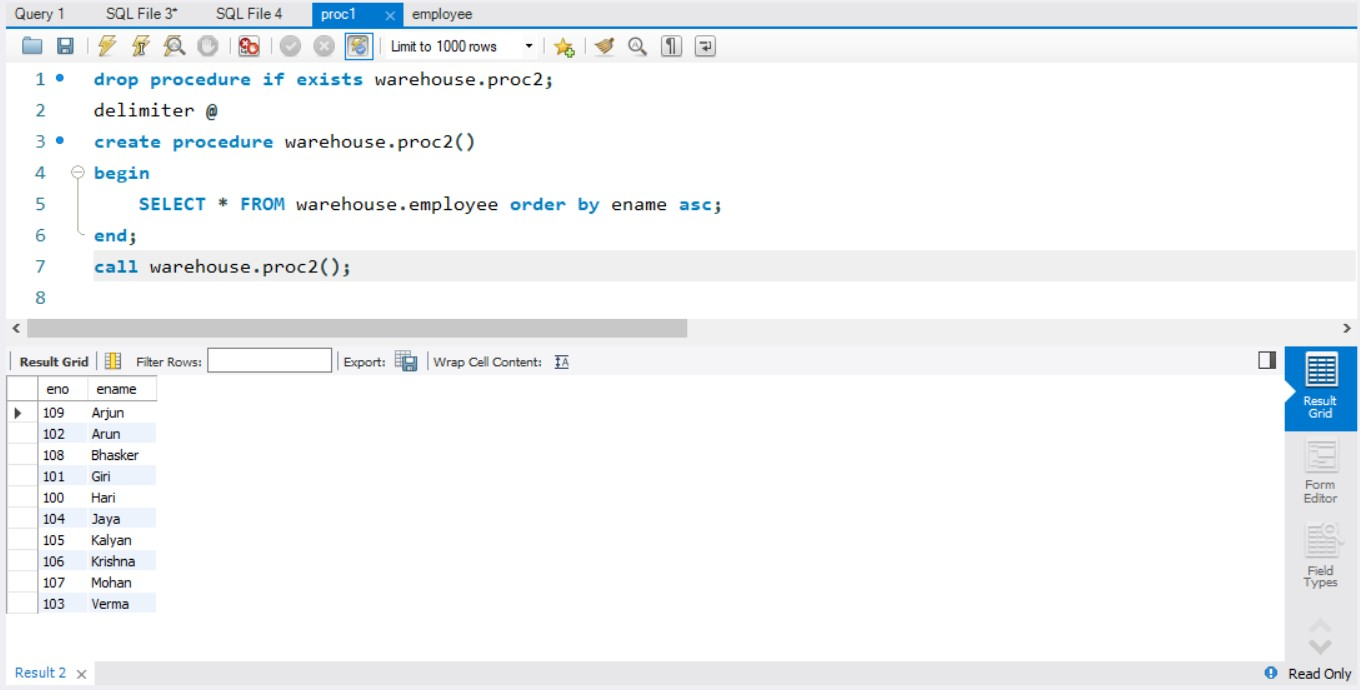 Query 1 SQL File 3* SQL File 4 proc1 employee
Limit to 1000 rows
1 drop procedure if exists warehouse.proc2;
2 delimiter @
3 create procedure warehouse.proc2()
4 begin
5 SELECT * FROM warehouse.employee order by ename asc;
6 end;
7 call warehouse.proc2();
8
Result Grid Filter Rows: Export: Wrap Cell Content:
eno ename
109 Arjun
102 Arun
108 Bhasker
101 Giri
100 Hari
104 Jaya
105 Kalyan
106 Krishna
107 Mohan
103 Verma
Result
Grid
Form
Editor
Field
Types
Result 2 Read Only